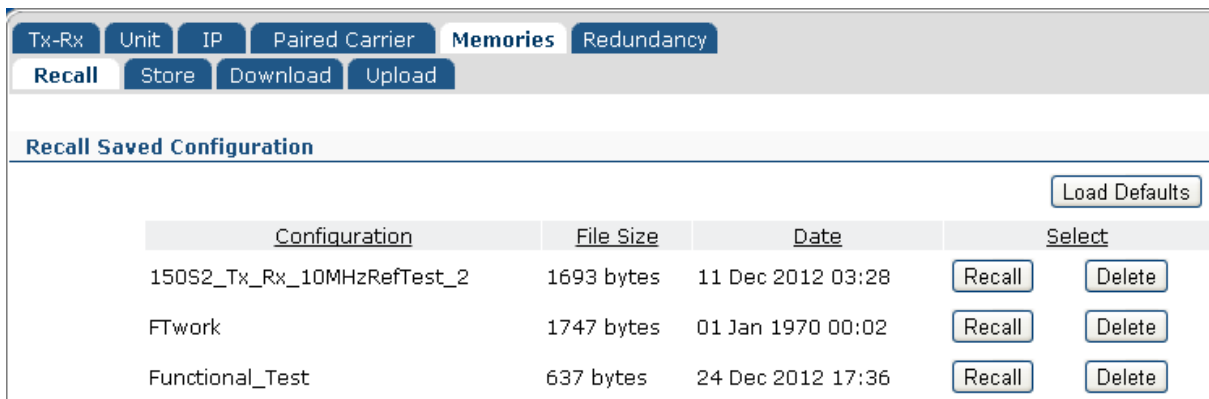 Tx-Rx Unit IP Paired Carrier Memories Redundancy
Recall Store Download Upload
Recall Saved Configuration
Load Defaults
Configuration File Size Date Select
150S2_Tx_Rx_10MHzRefTest_2 1693 bytes 11 Dec 2012 03:28 Recall Delete
FTwork 1747 bytes 01 Jan 1970 00:02 Recall Delete
Functional_Test 637 bytes 24 Dec 2012 17:36 Recall Delete